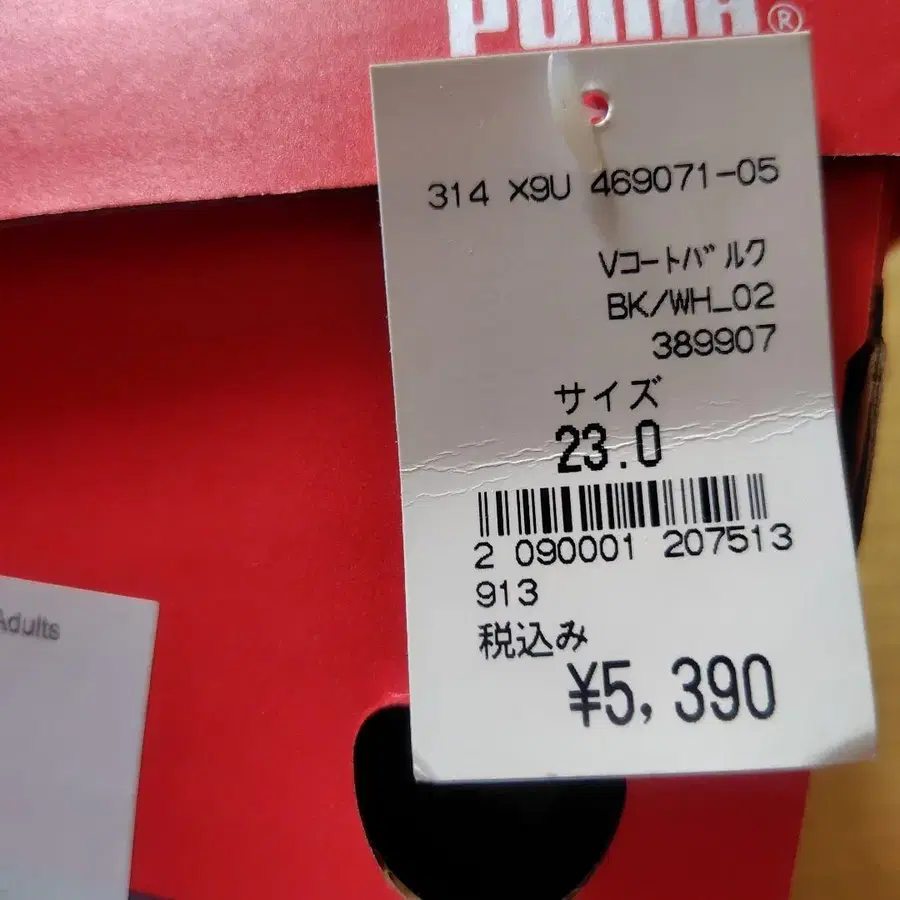 PUMA®
314 X9U 469071-05
Vコートバルク
BK/WH_02
389907
サイズ
23.0
2 090001 207513
913
税込み
¥5,390
Adults